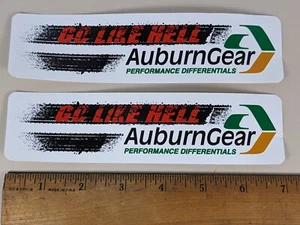 GO LIKE HELL
AuburnGear
PERFORMANCE DIFFERENTIALS
GO LIKE HELL
AuburnGear
PERFORMANCE DIFFERENTIALS
1 2 3 4 5 6 7